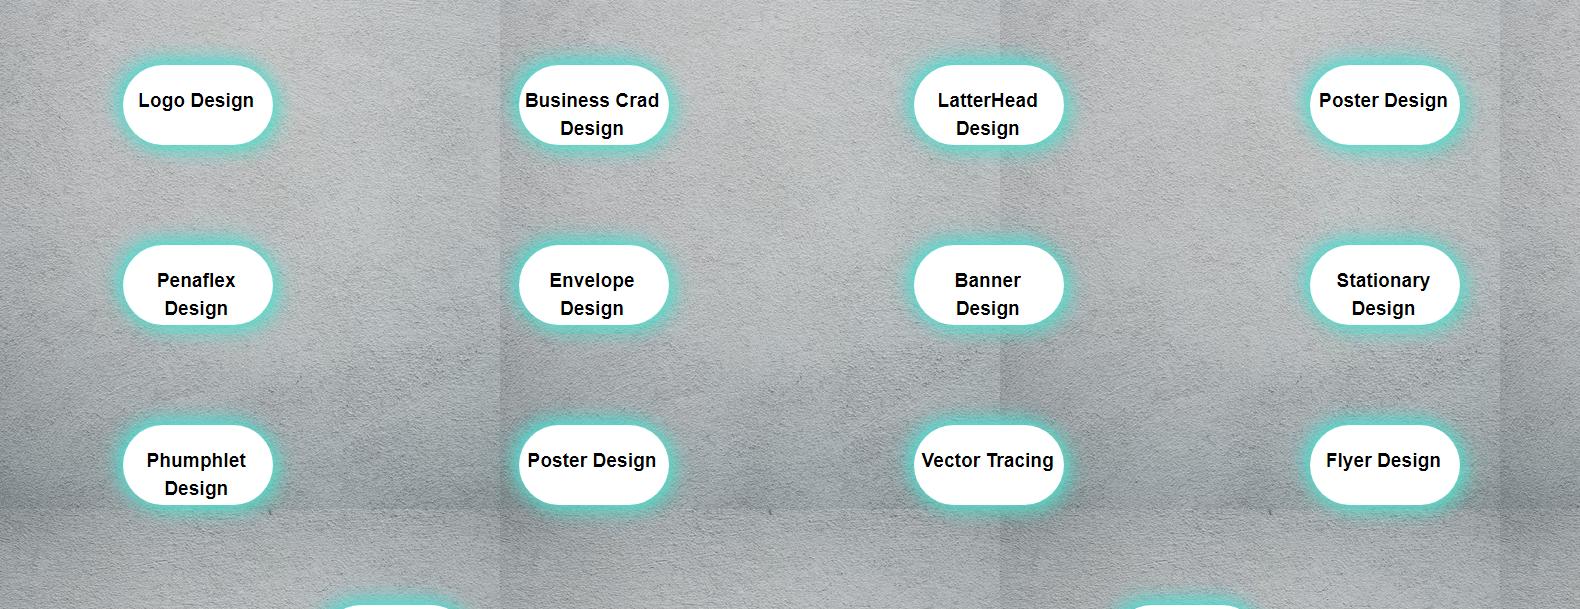 Logo Design
Business Crad
Design
LatterHead
Design
Poster Design
Penaflex
Design
Envelope
Design
Banner
Design
Stationary
Design
Phumphlet
Design
Poster Design
Vector Tracing
Flyer Design